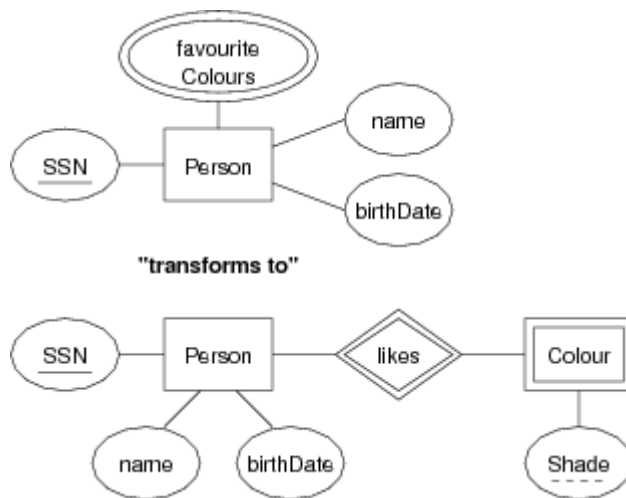 favourite
Colours
name
SSN
Person
birthDate
"transforms to"
SSN
Person
likes
Colour
name
birthDate
Shade